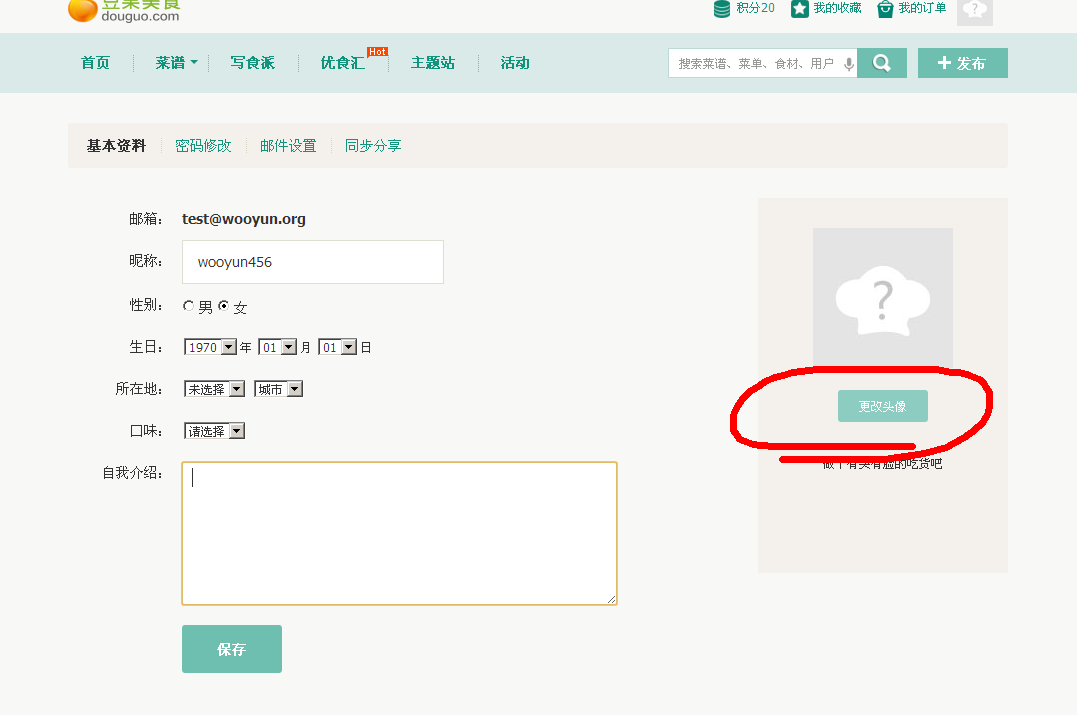 豆果美食
douguo.com
积分20 我的收藏 我的订单
首页 菜谱 写食派 优食汇 Hot 主题站 活动 搜索菜谱、菜单、食材、用户 + 发布
基本资料 密码修改 邮件设置 同步分享
邮箱: test@wooyun.org
昵称: wooyun456
性别: 男 女
生日: 1970 年 01 月 01 日
所在地: 未选择 城市
口味: 请选择
自我介绍:
保存
?
更改头像
做个有头有脸的吃货吧